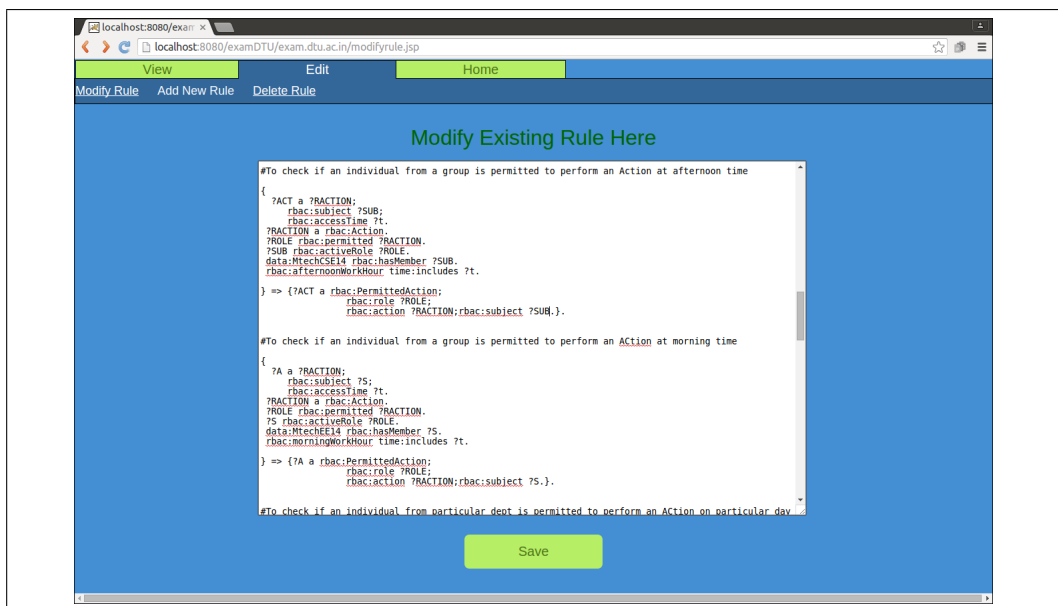 localhost:8080/exam ×
localhost:8080/examDTU/exam.dtu.ac.in/modifyrule.jsp
View Edit Home
Modify Rule Add New Rule Delete Rule
Modify Existing Rule Here
#To check if an individual from a group is permitted to perform an Action at afternoon time
{
?ACT a ?RACTION;
rbac:subject ?SUB;
rbac:accessTime ?t.
?RACTION a rbac:Action.
?ROLE rbac:permitted ?RACTION.
?SUB rbac:activeRole ?ROLE.
data:MtechCSE14 rbac:hasMember ?SUB.
rbac:afternoonWorkHour time:includes ?t.
} => {?ACT a rbac:PermittedAction;
rbac:role ?ROLE;
rbac:action ?RACTION;rbac:subject ?SUB.}.
#To check if an individual from a group is permitted to perform an ACtion at morning time
{
?A a ?RACTION;
rbac:subject ?S;
rbac:accessTime ?t.
?RACTION a rbac:Action.
?ROLE rbac:permitted ?RACTION.
?S rbac:activeRole ?ROLE.
data:MtechEE14 rbac:hasMember ?S.
rbac:morningWorkHour time:includes ?t.
} => {?A a rbac:PermittedAction;
rbac:role ?ROLE;
rbac:action ?RACTION;rbac:subject ?S.}.
#To check if an individual from particular dept is permitted to perform an ACtion on particular day
Save